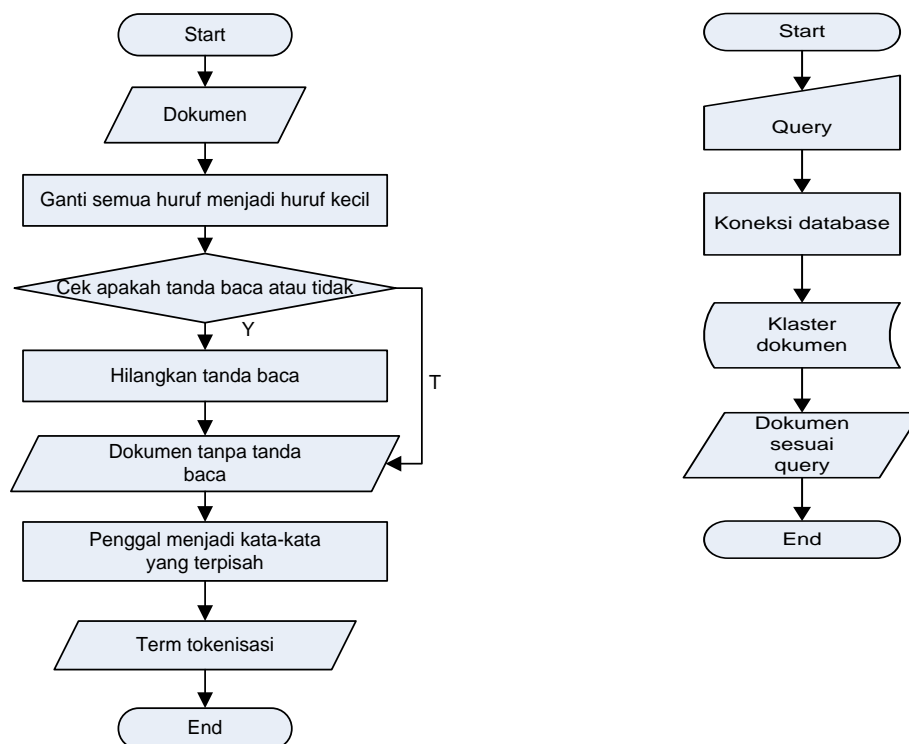 Start
Dokumen
Ganti semua huruf menjadi huruf kecil
Cek apakah tanda baca atau tidak
Y
T
Hilangkan tanda baca
Dokumen tanpa tanda
baca
Penggal menjadi kata-kata
yang terpisah
Term tokenisasi
End
Start
Query
Koneksi database
Klaster
dokumen
Dokumen
sesuai
query
End